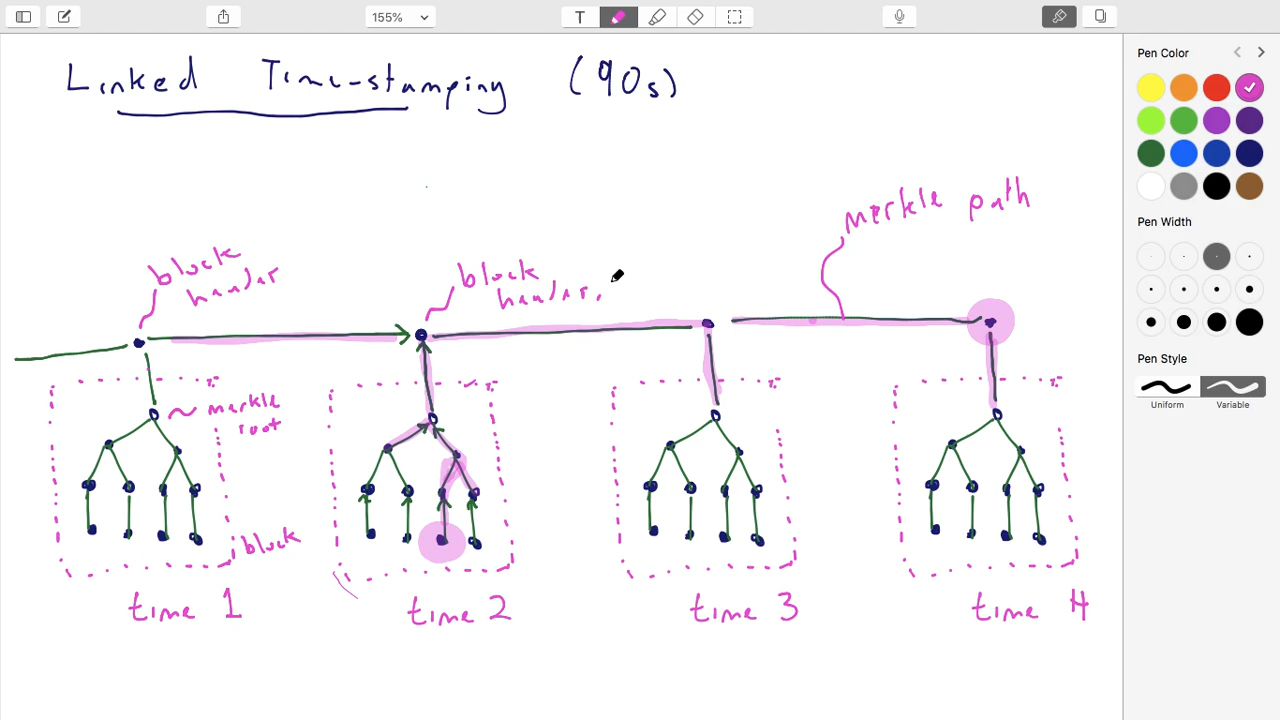 155%
T
Linked Time-stamping (90s)
merkle path
block
header
block
header.
merkle
root
block
time 1
time 2
time 3
time 4
Pen Color
Pen Width
Pen Style
Uniform
Variable